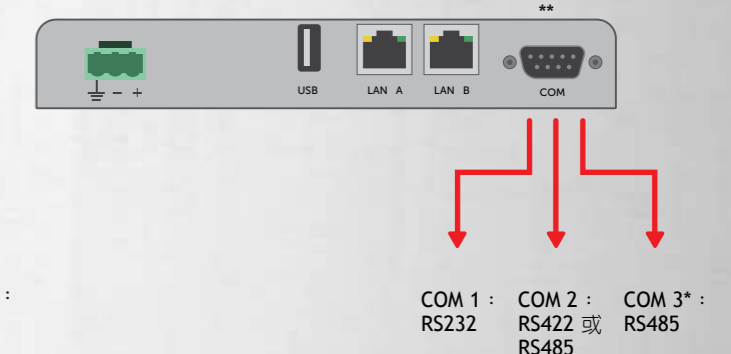 **
⏚ - +
USB
LAN A
LAN B
COM
:
COM 1 :
RS232
COM 2 :
RS422 或
RS485
COM 3* :
RS485